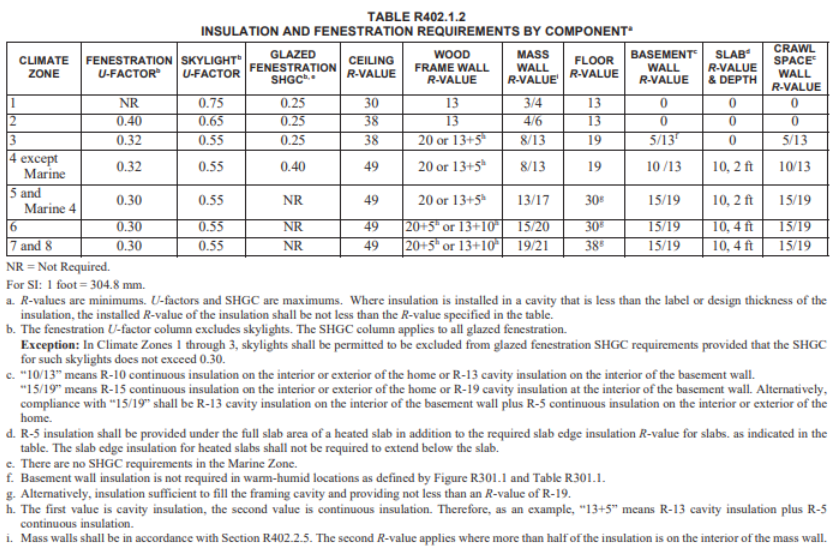 TABLE R402.1.2
INSULATION AND FENESTRATION REQUIREMENTS BY COMPONENTᵃ
CLIMATE ZONE | FENESTRATION U-FACTORᵇ | SKYLIGHTᵇ U-FACTOR | GLAZED FENESTRATION SHGCᵇ, ᵉ | CEILING R-VALUE | WOOD FRAME WALL R-VALUE | MASS WALL R-VALUEⁱ | FLOOR R-VALUE | BASEMENTᶜ WALL R-VALUE | SLABᵈ R-VALUE & DEPTH | CRAWL SPACEᶜ WALL R-VALUE
1 | NR | 0.75 | 0.25 | 30 | 13 | 3/4 | 13 | 0 | 0 | 0
2 | 0.40 | 0.65 | 0.25 | 38 | 13 | 4/6 | 13 | 0 | 0 | 0
3 | 0.32 | 0.55 | 0.25 | 38 | 20 or 13+5ʰ | 8/13 | 19 | 5/13ᶠ | 0 | 5/13
4 except Marine | 0.32 | 0.55 | 0.40 | 49 | 20 or 13+5ʰ | 8/13 | 19 | 10 /13 | 10, 2 ft | 10/13
5 and Marine 4 | 0.30 | 0.55 | NR | 49 | 20 or 13+5ʰ | 13/17 | 30ᵍ | 15/19 | 10, 2 ft | 15/19
6 | 0.30 | 0.55 | NR | 49 | 20+5ʰ or 13+10ʰ | 15/20 | 30ᵍ | 15/19 | 10, 4 ft | 15/19
7 and 8 | 0.30 | 0.55 | NR | 49 | 20+5ʰ or 13+10ʰ | 19/21 | 38ᵍ | 15/19 | 10, 4 ft | 15/19
NR = Not Required.
For SI: 1 foot = 304.8 mm.
a. R-values are minimums. U-factors and SHGC are maximums. Where insulation is installed in a cavity that is less than the label or design thickness of the
insulation, the installed R-value of the insulation shall be not less than the R-value specified in the table.
b. The fenestration U-factor column excludes skylights. The SHGC column applies to all glazed fenestration.
Exception: In Climate Zones 1 through 3, skylights shall be permitted to be excluded from glazed fenestration SHGC requirements provided that the SHGC
for such skylights does not exceed 0.30.
c. "10/13" means R-10 continuous insulation on the interior or exterior of the home or R-13 cavity insulation on the interior of the basement wall.
"15/19" means R-15 continuous insulation on the interior or exterior of the home or R-19 cavity insulation at the interior of the basement wall. Alternatively,
compliance with "15/19" shall be R-13 cavity insulation on the interior of the basement wall plus R-5 continuous insulation on the interior or exterior of the
home.
d. R-5 insulation shall be provided under the full slab area of a heated slab in addition to the required slab edge insulation R-value for slabs. as indicated in the
table. The slab edge insulation for heated slabs shall not be required to extend below the slab.
e. There are no SHGC requirements in the Marine Zone.
f. Basement wall insulation is not required in warm-humid locations as defined by Figure R301.1 and Table R301.1.
g. Alternatively, insulation sufficient to fill the framing cavity and providing not less than an R-value of R-19.
h. The first value is cavity insulation, the second value is continuous insulation. Therefore, as an example, "13+5" means R-13 cavity insulation plus R-5
continuous insulation.
i. Mass walls shall be in accordance with Section R402.2.5. The second R-value applies where more than half of the insulation is on the interior of the mass wall.